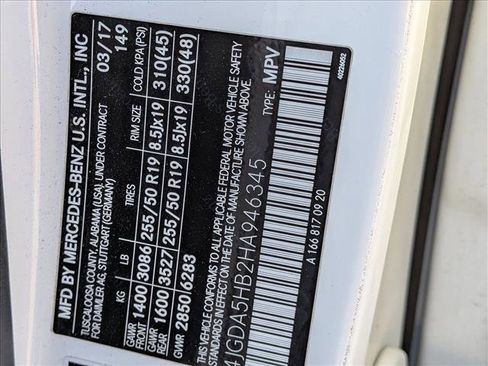 MFD BY MERCEDES-BENZ U.S. INTL., INC
TUSCALOOSA COUNTY, ALABAMA (USA), UNDER CONTRACT
FOR DAIMLER AG, STUTTGART (GERMANY)
03/17
149
KG LB TIRES RIM SIZE COLD KPA(PSI)
GAWR FRONT 1400 3086 255/50 R19 8.5Jx19 310(45)
GAWR REAR 1600 3527 255/50 R19 8.5Jx19 330(48)
GVWR 2850 6283
THIS VEHICLE CONFORMS TO ALL APPLICABLE FEDERAL MOTOR VEHICLE SAFETY
STANDARDS IN EFFECT ON THE DATE OF MANUFACTURE SHOWN ABOVE.
4JGDA5HB2HA946345 TYPE: MPV
A 166 817 09 20
40224052